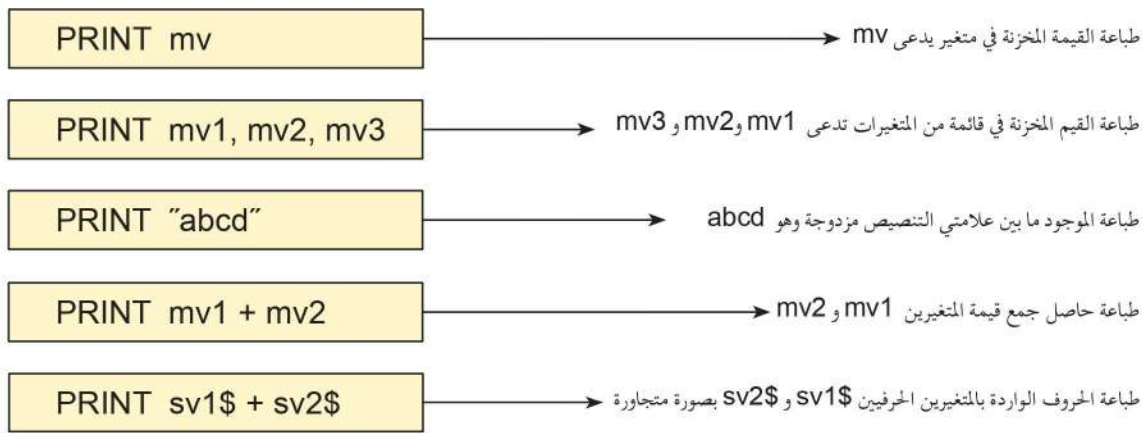 PRINT mv
طباعة القيمة المخزنة في متغير يدعى mv
PRINT mv1, mv2, mv3
طباعة القيم المخزنة في قائمة من المتغيرات تدعى mv1 وmv2 و mv3
PRINT ˝abcd˝
طباعة الموجود ما بين علامتي التنصيص مزدوجة وهو abcd
PRINT mv1 + mv2
طباعة حاصل جمع قيمة المتغيرين mv1 و mv2
PRINT sv1$ + sv2$
طباعة الحروف الواردة بالمتغيرين الحرفيين sv1$ و sv2$ بصورة متجاورة